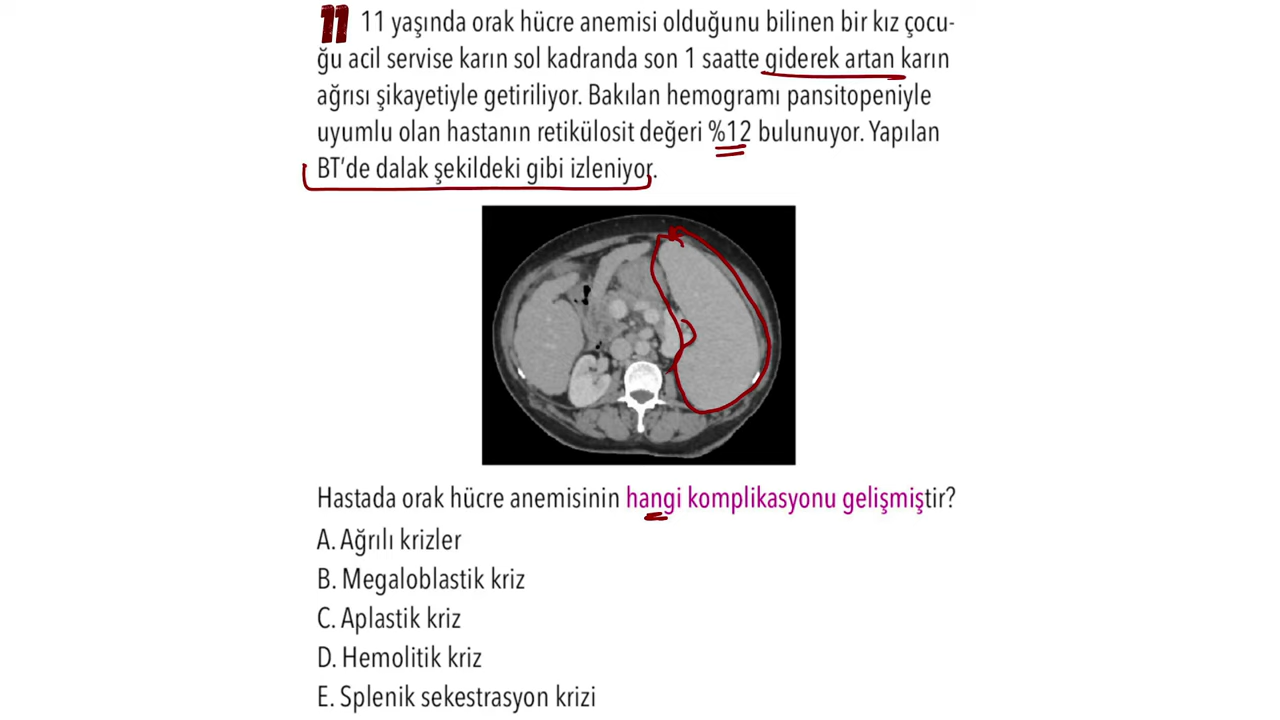 11 11 yaşında orak hücre anemisi olduğunu bilinen bir kız çocu-
ğu acil servise karın sol kadranda son 1 saatte giderek artan karın
ağrısı şikayetiyle getiriliyor. Bakılan hemogramı pansitopeniyle
uyumlu olan hastanın retikülosit değeri %12 bulunuyor. Yapılan
BT'de dalak şekildeki gibi izleniyor.
Hastada orak hücre anemisinin hangi komplikasyonu gelişmiştir?
A. Ağrılı krizler
B. Megaloblastik kriz
C. Aplastik kriz
D. Hemolitik kriz
E. Splenik sekestrasyon krizi